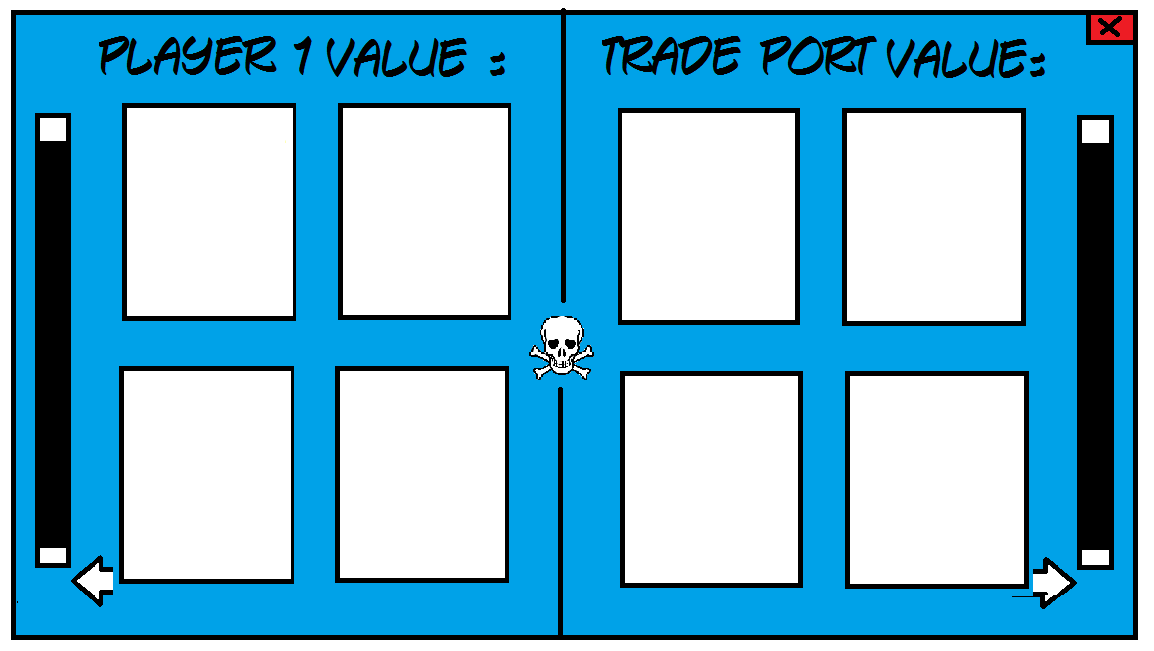 PLAYER 1 VALUE :
TRADE PORT VALUE:
X